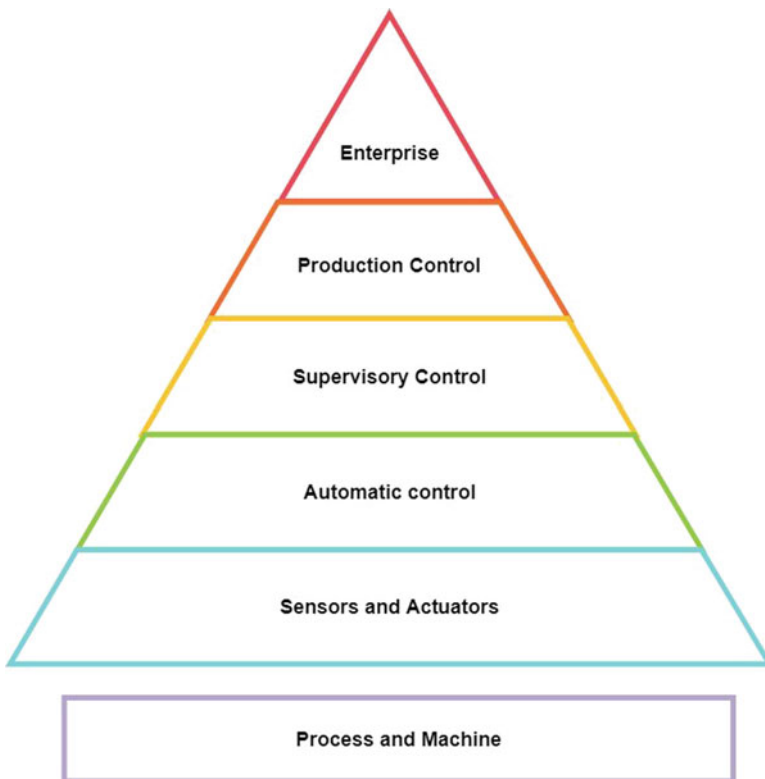 Enterprise
Production Control
Supervisory Control
Automatic control
Sensors and Actuators
Process and Machine